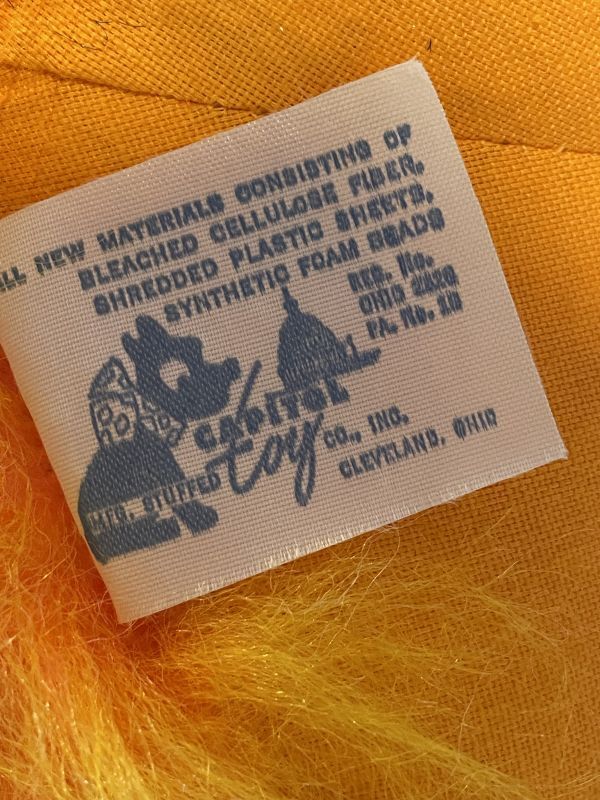 ALL NEW MATERIALS CONSISTING OF
BLEACHED CELLULOSE FIBER,
SHREDDED PLASTIC SHEETS,
SYNTHETIC FOAM BEADS
REG. No.
OHIO
PA. No.
CAPITOL
toy CO., INC.
MFG. STUFFED
CLEVELAND, OHIO